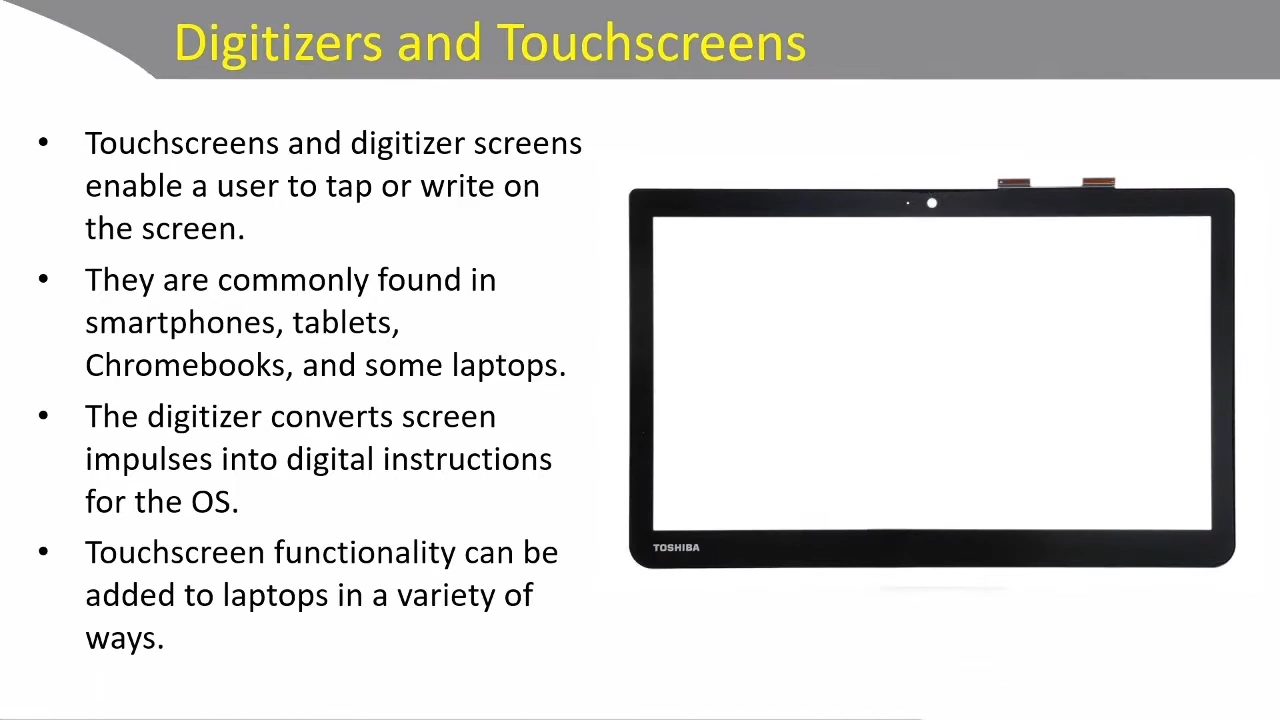 Digitizers and Touchscreens
• Touchscreens and digitizer screens
enable a user to tap or write on
the screen.
• They are commonly found in
smartphones, tablets,
Chromebooks, and some laptops.
• The digitizer converts screen
impulses into digital instructions
for the OS.
• Touchscreen functionality can be
added to laptops in a variety of
ways.
TOSHIBA